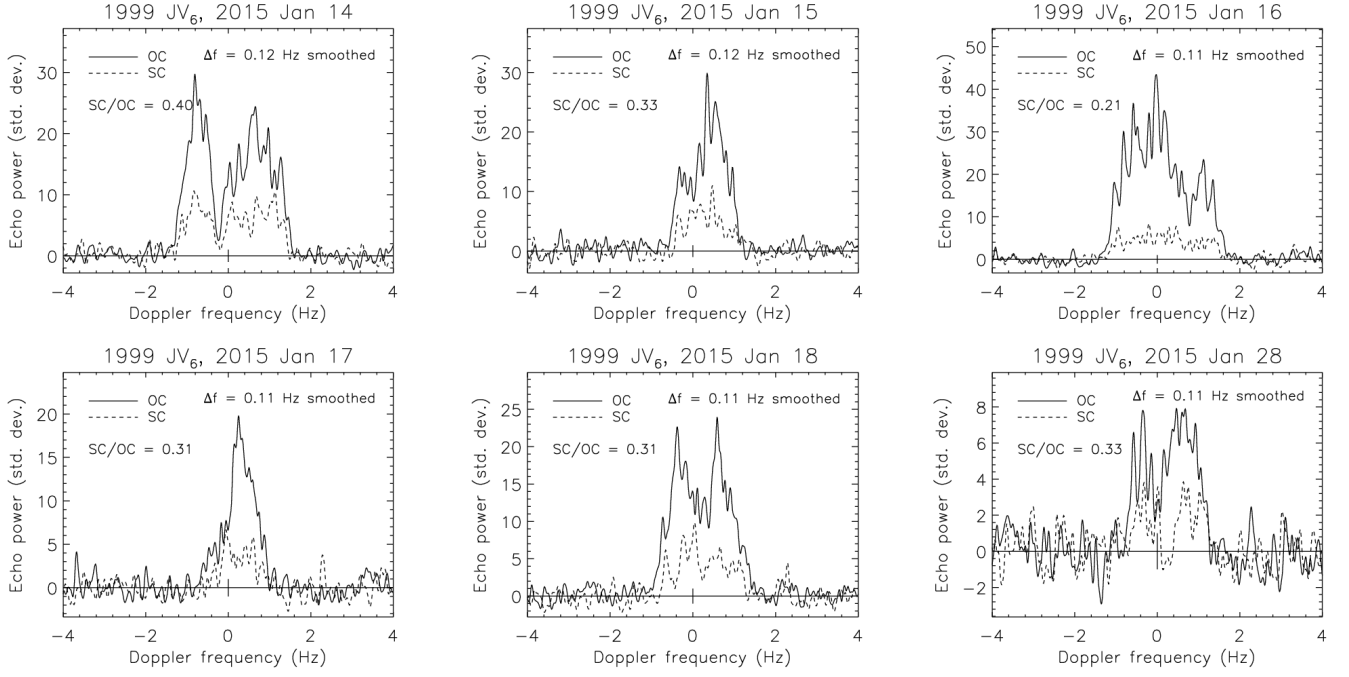 1999 JV6, 2015 Jan 14
OC
SC
Δf = 0.12 Hz smoothed
SC/OC = 0.40
Echo power (std. dev.)
30
20
10
0
−4 −2 0 2 4
Doppler frequency (Hz)
1999 JV6, 2015 Jan 15
OC
SC
Δf = 0.12 Hz smoothed
SC/OC = 0.33
Echo power (std. dev.)
30
20
10
0
−4 −2 0 2 4
Doppler frequency (Hz)
1999 JV6, 2015 Jan 16
OC
SC
Δf = 0.11 Hz smoothed
SC/OC = 0.21
Echo power (std. dev.)
50
40
30
20
10
0
−4 −2 0 2 4
Doppler frequency (Hz)
1999 JV6, 2015 Jan 17
OC
SC
Δf = 0.11 Hz smoothed
SC/OC = 0.31
Echo power (std. dev.)
20
15
10
5
0
−4 −2 0 2 4
Doppler frequency (Hz)
1999 JV6, 2015 Jan 18
OC
SC
Δf = 0.11 Hz smoothed
SC/OC = 0.31
Echo power (std. dev.)
25
20
15
10
5
0
−4 −2 0 2 4
Doppler frequency (Hz)
1999 JV6, 2015 Jan 28
OC
SC
Δf = 0.11 Hz smoothed
SC/OC = 0.33
Echo power (std. dev.)
8
6
4
2
0
−2
−4 −2 0 2 4
Doppler frequency (Hz)